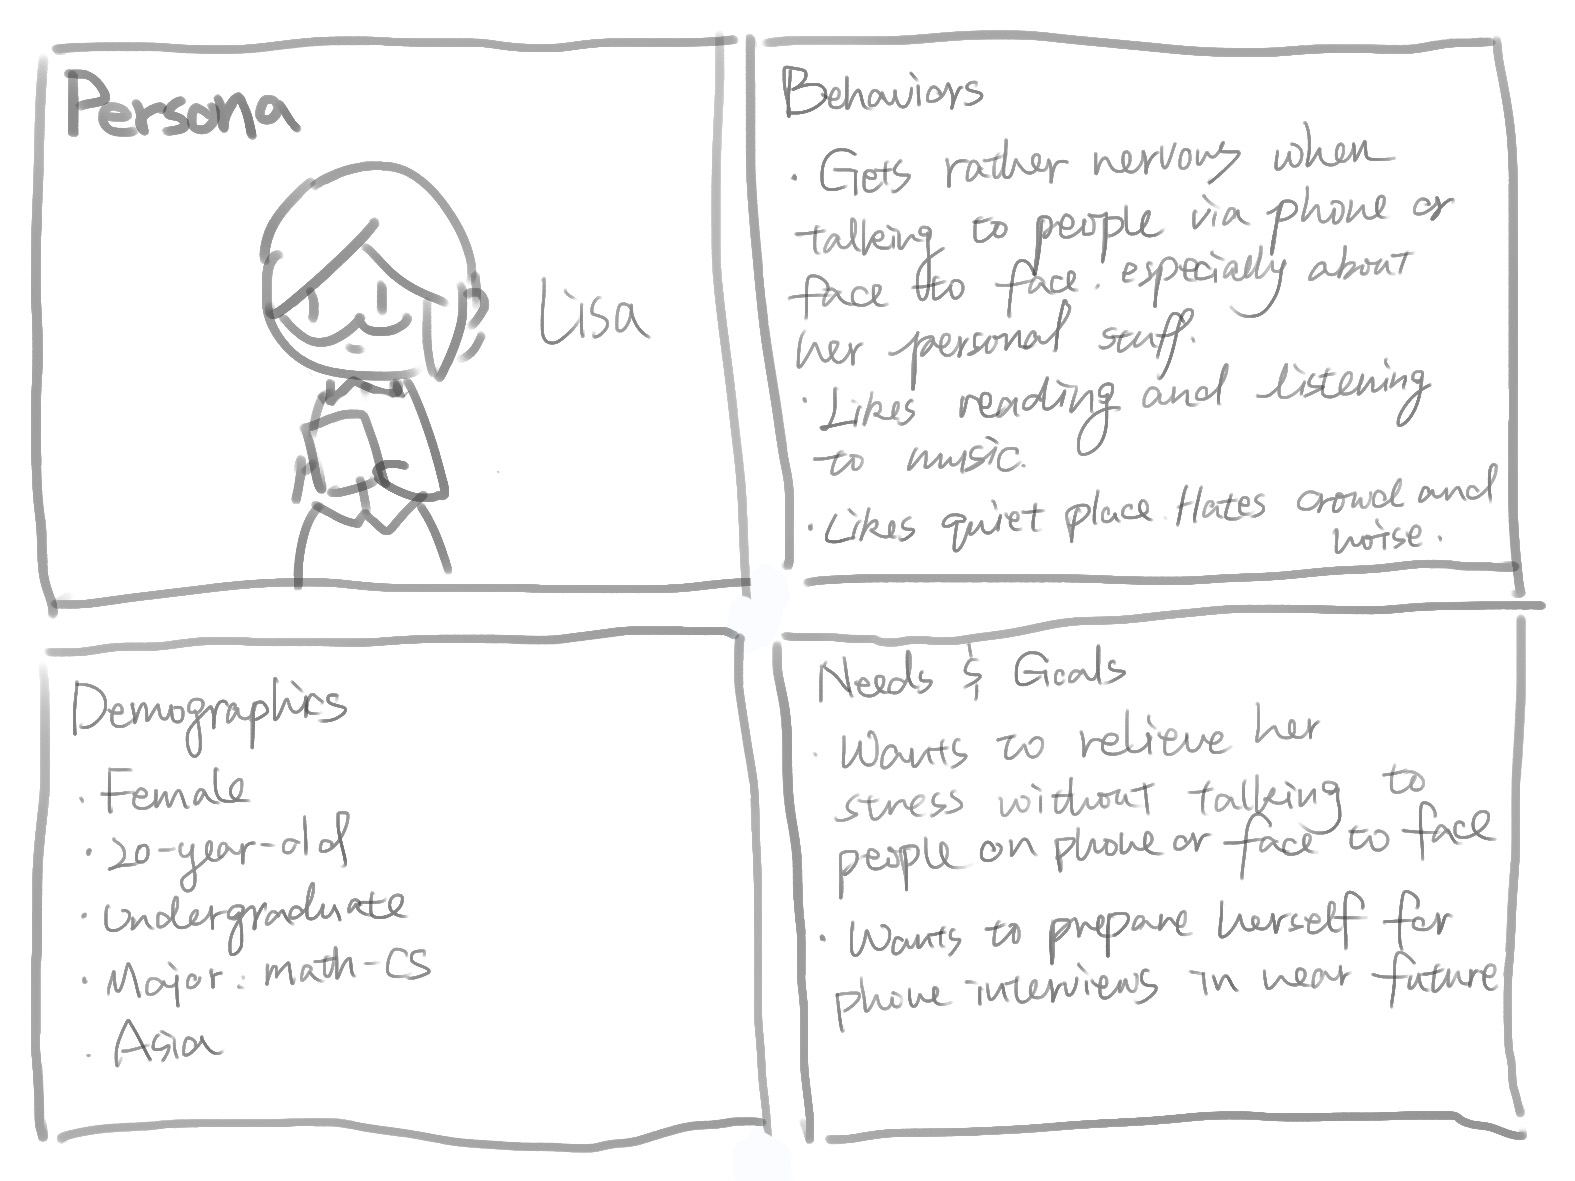 Persona
Lisa
Behaviors
· Gets rather nervous when
talking to people via phone or
face to face. especially about
her personal stuff.
· Likes reading and listening
to music.
· Likes quiet place. Hates crowd and
noise.
Demographics
· Female
· 20-year-old
· Undergraduate
· Major: math-CS
· Asia
Needs & Goals
· Wants to relieve her
stress without talking to
people on phone or face to face
· Wants to prepare herself for
phone interviews in near future